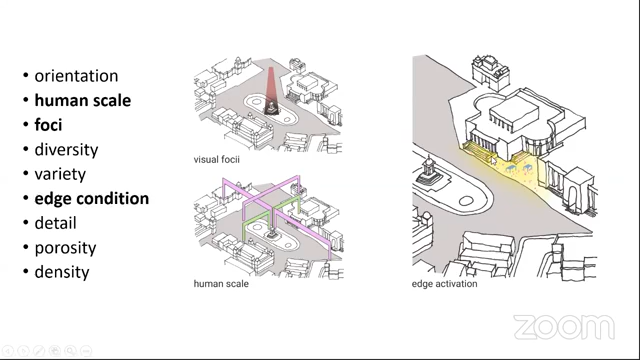 • orientation
• human scale
• foci
• diversity
• variety
• edge condition
• detail
• porosity
• density
visual focii
human scale
edge activation
zoom